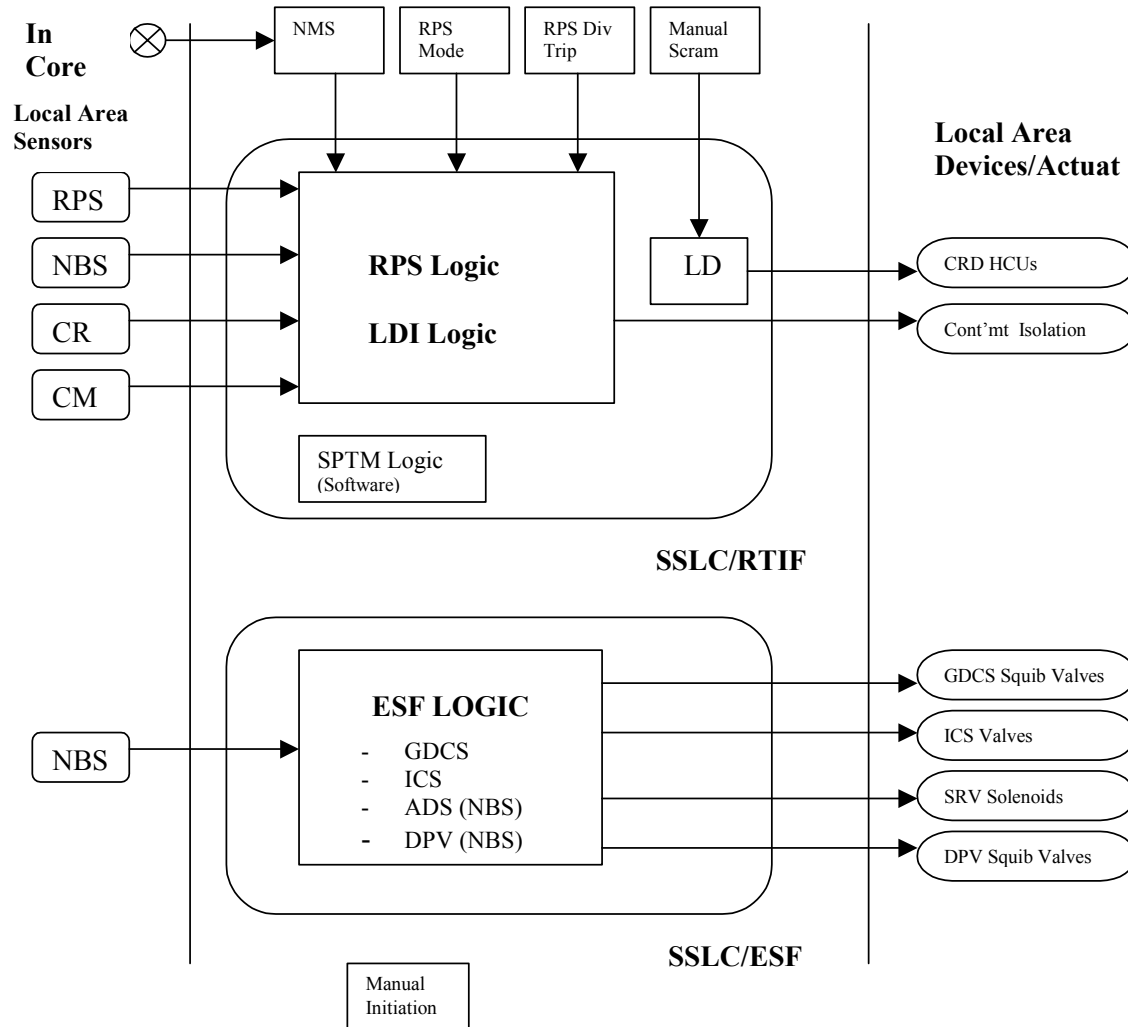 In
Core
NMS
RPS
Mode
RPS Div
Trip
Manual
Scram
Local Area
Sensors
Local Area
Devices/Actuat
RPS
NBS
CR
CM
RPS Logic
LDI Logic
LD
CRD HCUs
Cont’mt Isolation
SPTM Logic
(Software)
SSLC/RTIF
NBS
ESF LOGIC
- GDCS
- ICS
- ADS (NBS)
- DPV (NBS)
GDCS Squib Valves
ICS Valves
SRV Solenoids
DPV Squib Valves
SSLC/ESF
Manual
Initiation